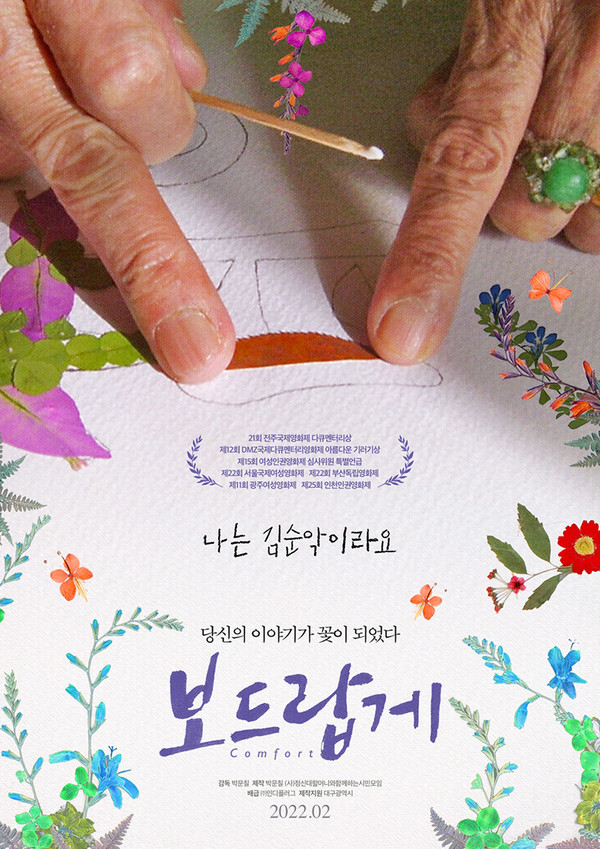 21회 전주국제영화제 다큐멘터리상
제12회 DMZ국제다큐멘터리영화제 아름다운 기러기상
제15회 여성인권영화제 심사위원 특별언급
제22회 서울국제여성영화제 제22회 부산독립영화제
제11회 광주여성영화제 제25회 인천인권영화제
나는 김순악이라요
당신의 이야기가 꽃이 되었다
보드랍게
Comfort
감독 박문칠 제작 박문칠 (사)정신대할머니와함께하는시민모임
배급 ㈜인디플러그 제작지원 대구광역시
2022.02